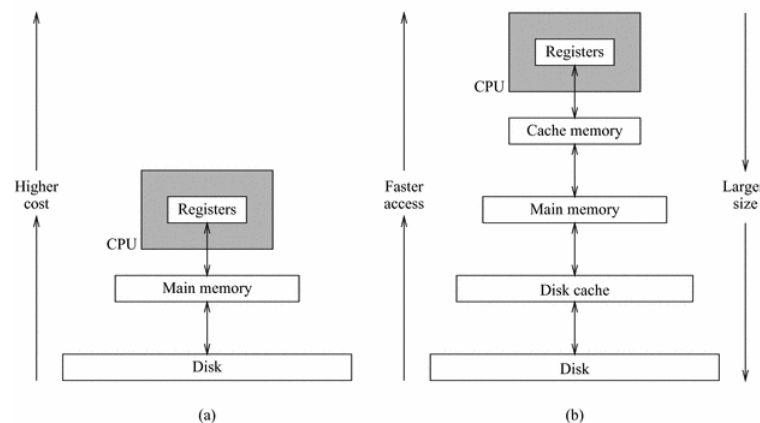 Higher
cost
Registers
CPU
Main memory
Disk
(a)
Faster
access
Registers
CPU
Cache memory
Main memory
Disk cache
Disk
Larger
size
(b)